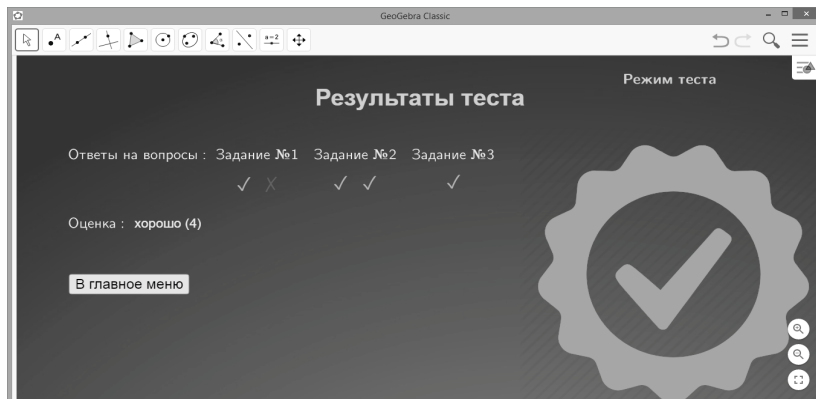 GeoGebra Classic
A
a=2
Режим теста
Результаты теста
Ответы на вопросы : Задание №1 Задание №2 Задание №3
✓ X ✓ ✓ ✓
Оценка : хорошо (4)
В главное меню